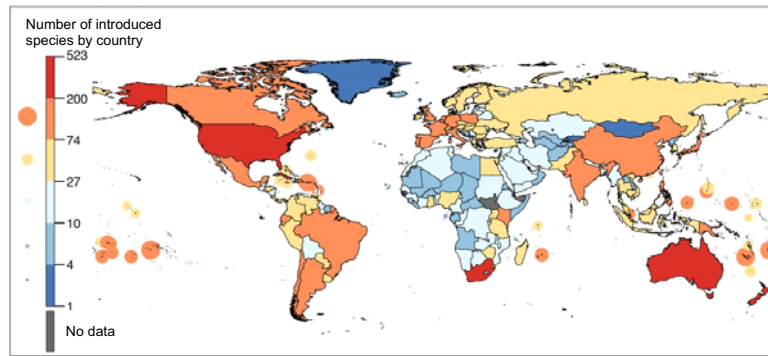 Number of introduced
species by country
523
200
74
27
10
4
1
No data